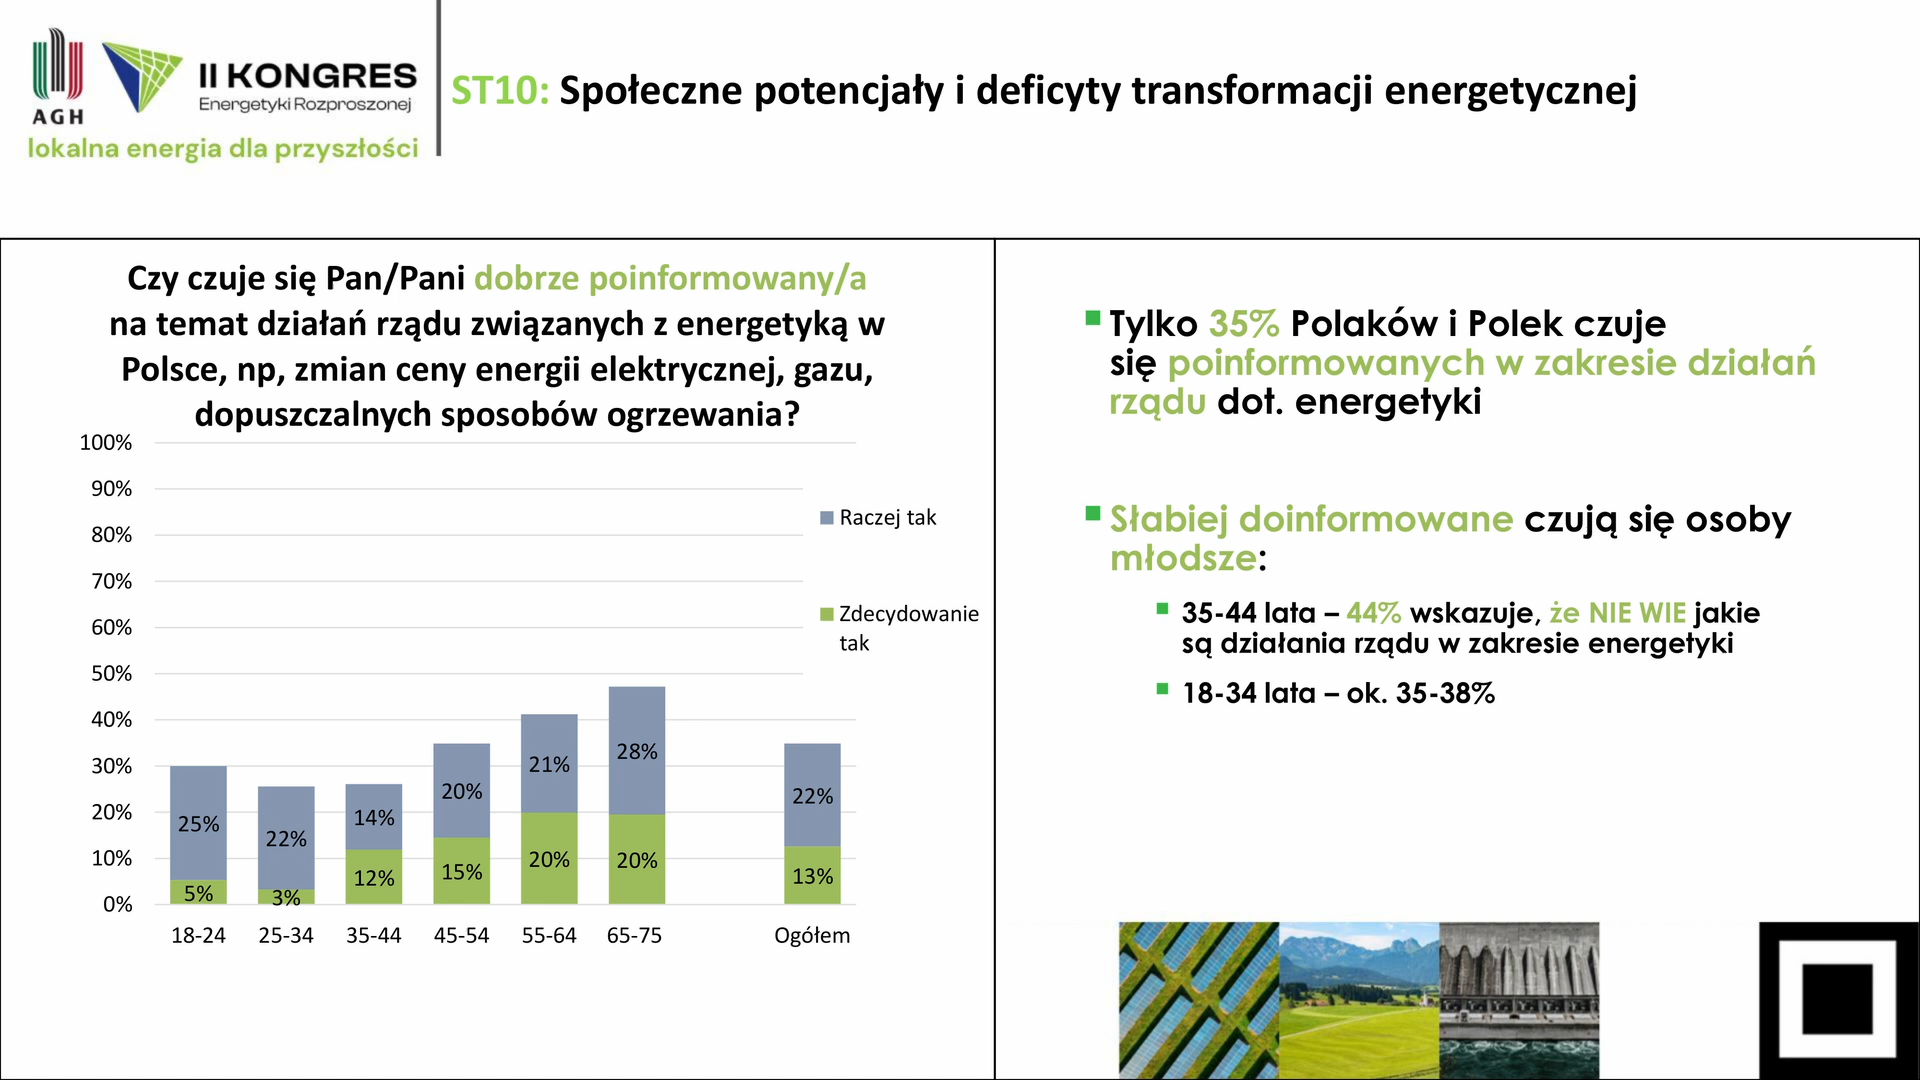 AGH
II KONGRES
Energetyki Rozproszonej
lokalna energia dla przyszłości
ST10: Społeczne potencjały i deficyty transformacji energetycznej
Czy czuje się Pan/Pani dobrze poinformowany/a
na temat działań rządu związanych z energetyką w
Polsce, np, zmian ceny energii elektrycznej, gazu,
dopuszczalnych sposobów ogrzewania?
100%
90%
80%
70%
60%
50%
40%
30%
20%
10%
0%
25%
22%
14%
20%
21%
28%
22%
5%
3%
12%
15%
20%
20%
13%
18-24
25-34
35-44
45-54
55-64
65-75
Ogółem
Raczej tak
Zdecydowanie
tak
Tylko 35% Polaków i Polek czuje
się poinformowanych w zakresie działań
rządu dot. energetyki
Słabiej doinformowane czują się osoby
młodsze:
35-44 lata – 44% wskazuje, że NIE WIE jakie
są działania rządu w zakresie energetyki
18-34 lata – ok. 35-38%